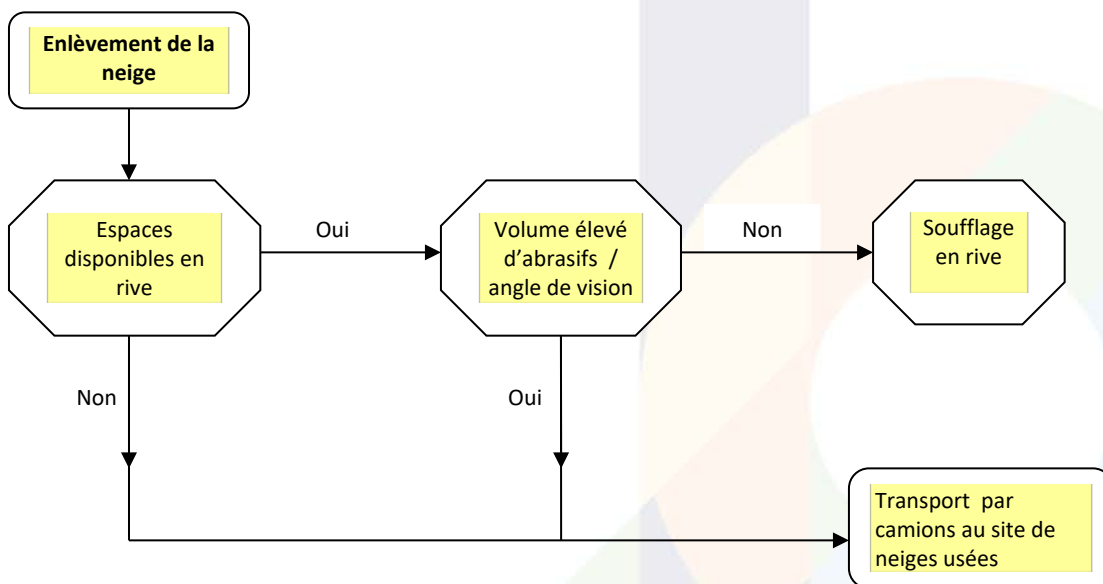 Enlèvement de la
neige
Espaces
disponibles en
rive
Oui
Volume élevé
d'abrasifs /
angle de vision
Non
Soufflage
en rive
Non
Oui
Transport par
camions au site de
neiges usées